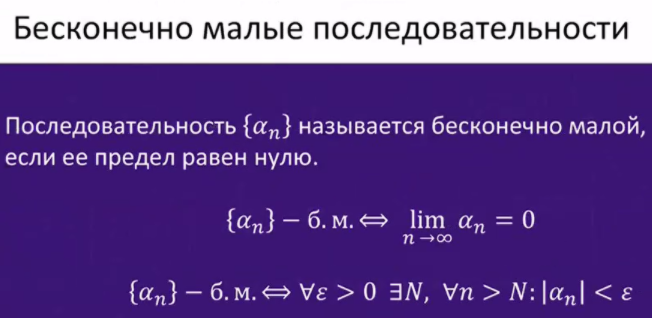 Бесконечно малые последовательности
Последовательность {αₙ} называется бесконечно малой,
если ее предел равен нулю.
{αₙ} − б. м. ⇔ lim αₙ = 0
n→∞
{αₙ} − б. м. ⇔ ∀ε > 0 ∃N, ∀n > N: |αₙ| < ε